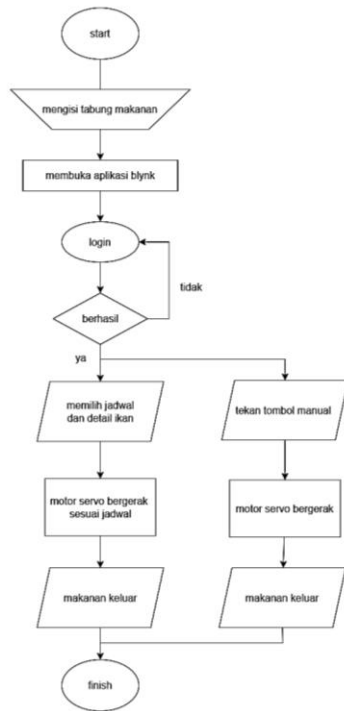 start
mengisi tabung makanan
membuka aplikasi blynk
login
tidak
berhasil
ya
memilih jadwal
dan detail ikan
tekan tombol manual
motor servo bergerak
sesuai jadwal
motor servo bergerak
makanan keluar
makanan keluar
finish